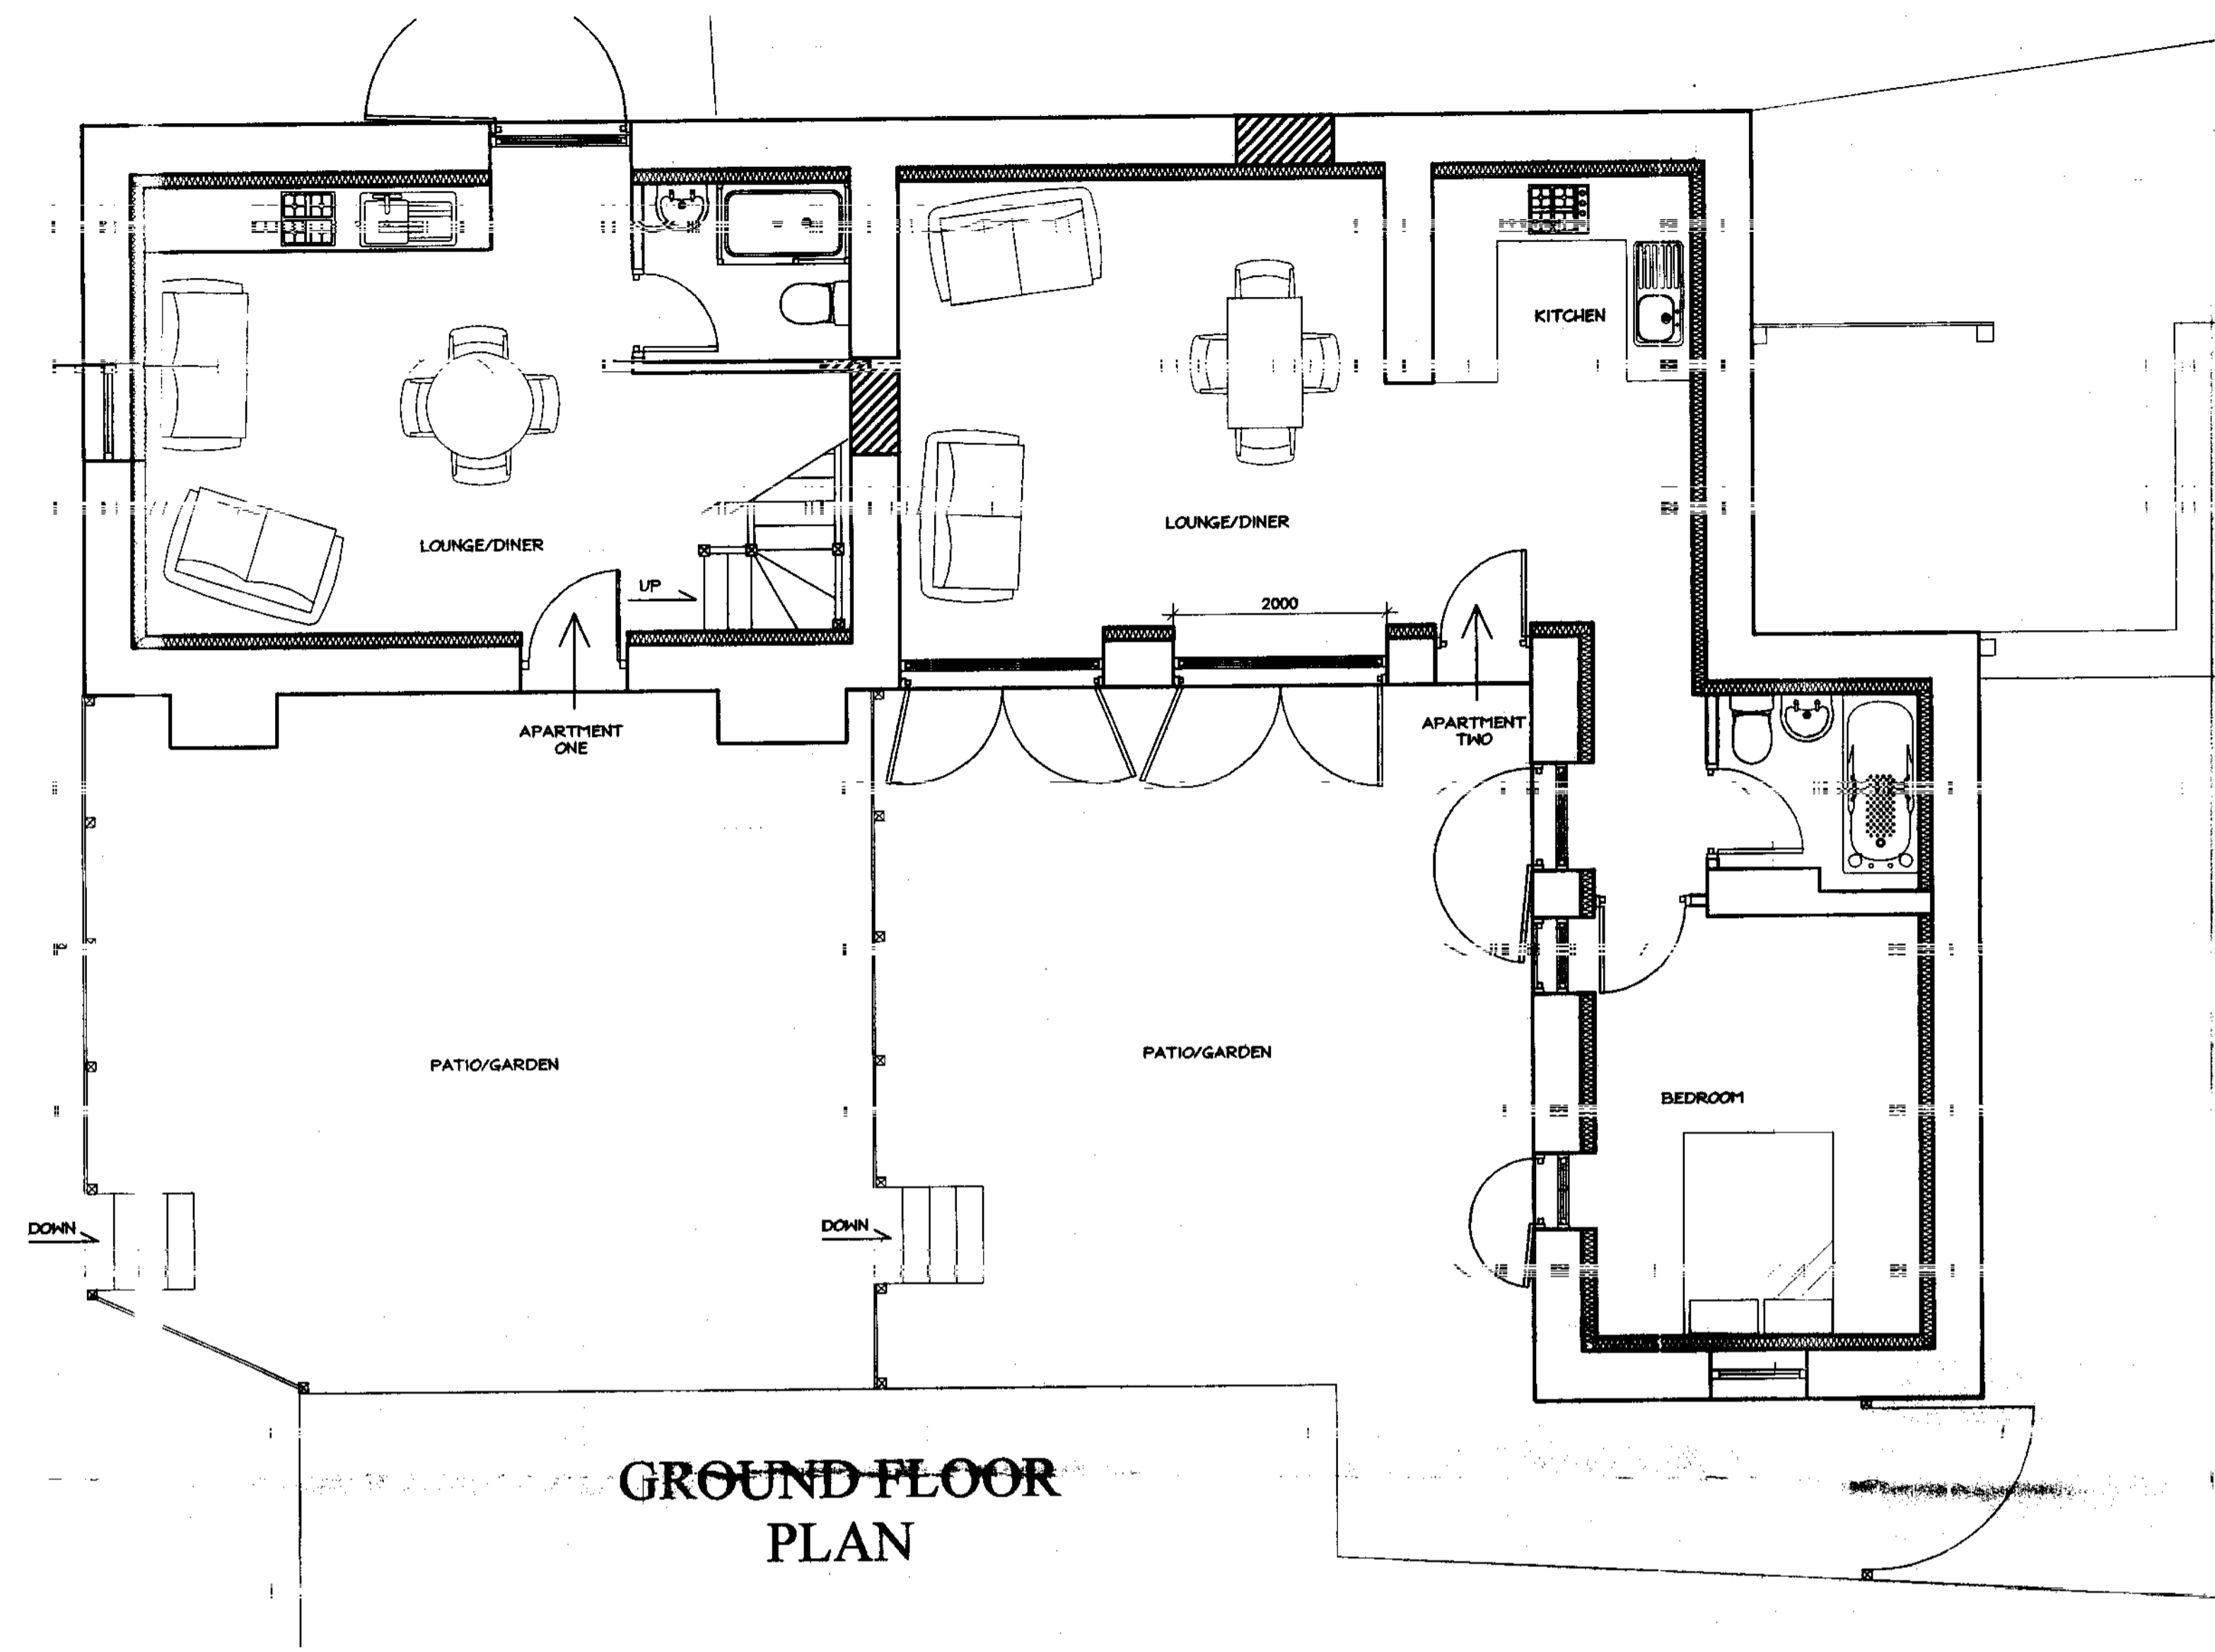 KITCHEN
LOUNGE/DINER
LOUNGE/DINER
UP
2000
APARTMENT
ONE
APARTMENT
TWO
PATIO/GARDEN
PATIO/GARDEN
BEDROOM
DOWN
DOWN
GROUND FLOOR
PLAN